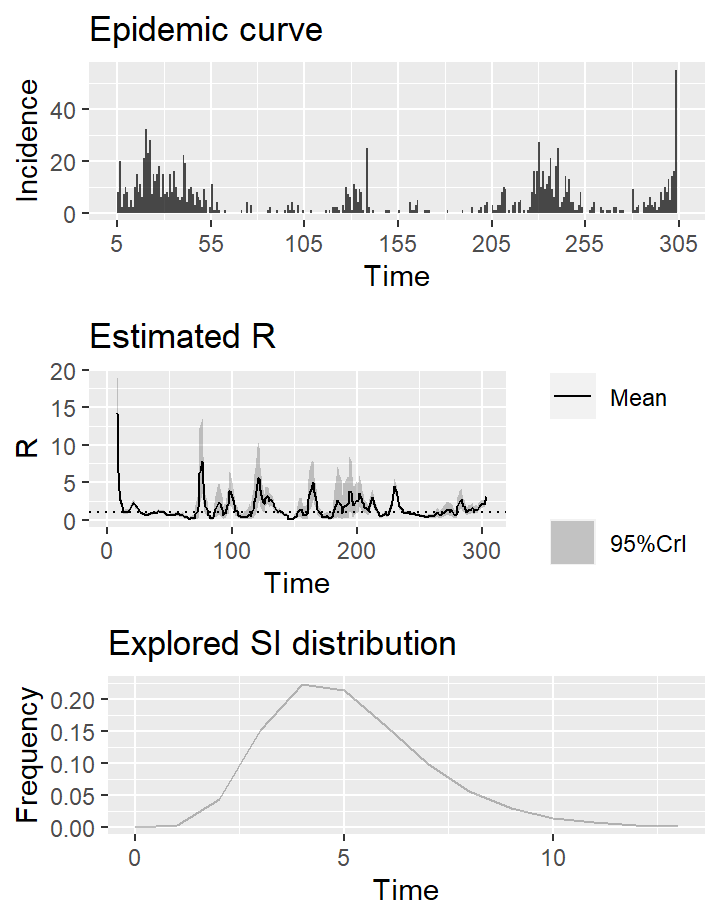 Epidemic curve
Incidence
40
20
0
5 55 105 155 205 255 305
Time
Estimated R
R
20
15
10
5
0
0 100 200 300
Time
Mean
95%CrI
Explored SI distribution
Frequency
0.20
0.15
0.10
0.05
0.00
0 5 10
Time